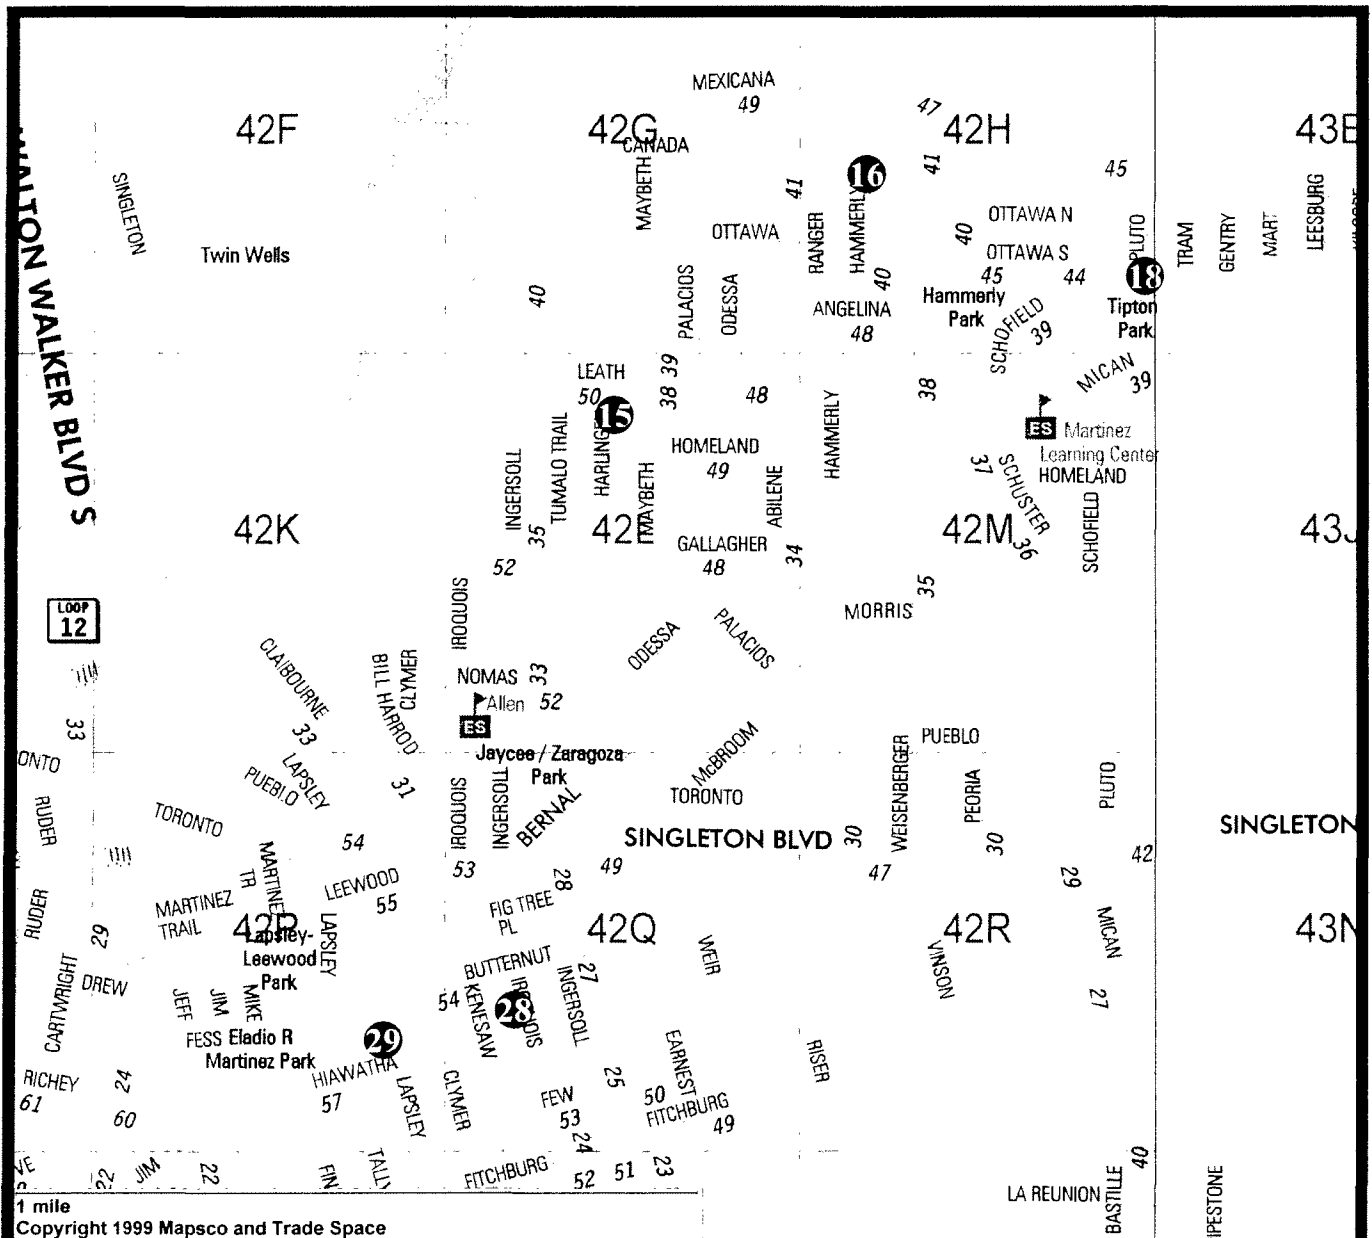 MEXICANA
49
47
42F
42G
42H
CANADA
41
45
SINGLETON
MAYBETH
41
16
LEESBURG
OTTAWA N
OTTAWA
RANGER
HAMMERLY
40
PLUTO
TRAM
GENTRY
MART
WALTON WALKER BLVD S
Twin Wells
OTTAWA S
40
PALACIOS
ODESSA
40
45
44
18
Hammerly
Park
ANGELINA
48
SCHOFIELD
39
Tipton
Park
LEATH
50
39
38
48
38
MICAN
39
15
HARLINGE
TUMALO TRAIL
HAMMERLY
ES
Martinez
Learning Center
HOMELAND
49
INGERSOLL
MAYBETH
ABILENE
37
SCHUSTER
36
HOMELAND
SCHOFIELD
42K
35
42M
GALLAGHER
48
34
52
35
IROQUOIS
MORRIS
LOOP
12
ODESSA
PALACIOS
CLAIBOURNE
33
BILL HARROD
CLYMER
NOMAS
33
Allen
52
ES
33
PUEBLO
Jaycee / Zaragoza
Park
McBROOM
WEISENBERGER
ONTO
LAPSLEY
PUEBLO
31
IROQUOIS
INGERSOLL
BERNAL
TORONTO
PEORIA
PLUTO
RUDER
TORONTO
SINGLETON BLVD
30
30
SINGLETON
54
53
49
47
42
MARTINEZ
TR
LEEWOOD
55
28
29
MARTINEZ
TRAIL
FIG TREE
PL
RUDER
29
42P
42Q
42R
Lapsley-
Leewood
Park
LAPSLEY
WEIR
VINSON
MICAN
BUTTERNUT
27
27
CARTWRIGHT
DREW
JEFF
JIM
MIKE
54
KENESAW
28
IROQUOIS
INGERSOLL
FESS
Eladio R
Martinez Park
29
EARNEST
RISER
RICHEY
61
24
60
HIAWATHA
57
LAPSLEY
CLYMER
25
FEW
53
50
FITCHBURG
49
24
22
JIM
22
FIN
TALLY
FITCHBURG
52
51
23
40
LA REUNION
BASTILLE
1 mile
Copyright 1999 Mapsco and Trade Space